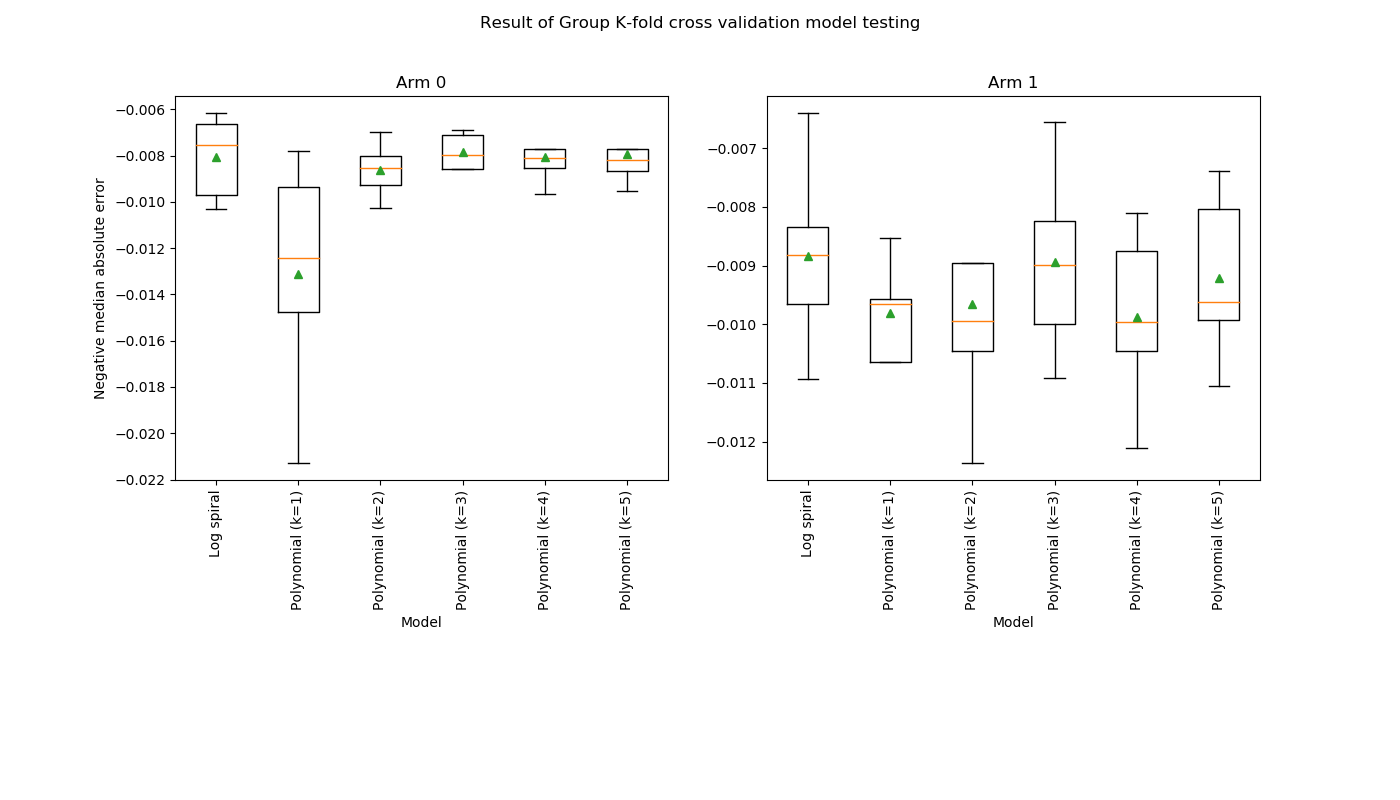 Result of Group K-fold cross validation model testing
Arm 0
Negative median absolute error
−0.006
−0.008
−0.010
−0.012
−0.014
−0.016
−0.018
−0.020
−0.022
Log spiral
Polynomial (k=1)
Polynomial (k=2)
Polynomial (k=3)
Polynomial (k=4)
Polynomial (k=5)
Model
Arm 1
−0.007
−0.008
−0.009
−0.010
−0.011
−0.012
Log spiral
Polynomial (k=1)
Polynomial (k=2)
Polynomial (k=3)
Polynomial (k=4)
Polynomial (k=5)
Model